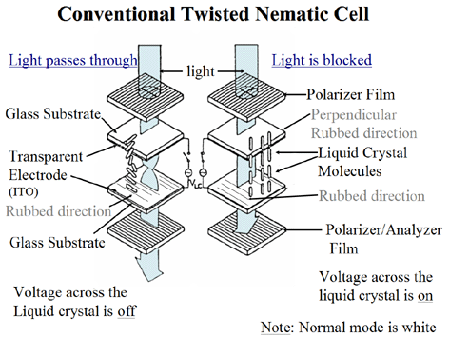 Conventional Twisted Nematic Cell
Light passes through
light
Light is blocked
Glass Substrate
Transparent
Electrode
(ITO)
Rubbed direction
Glass Substrate
Polarizer Film
Perpendicular
Rubbed direction
Liquid Crystal
Molecules
Rubbed direction
Polarizer/Analyzer
Film
Voltage across the
Liquid crystal is off
Voltage across the
liquid crystal is on
Note: Normal mode is white